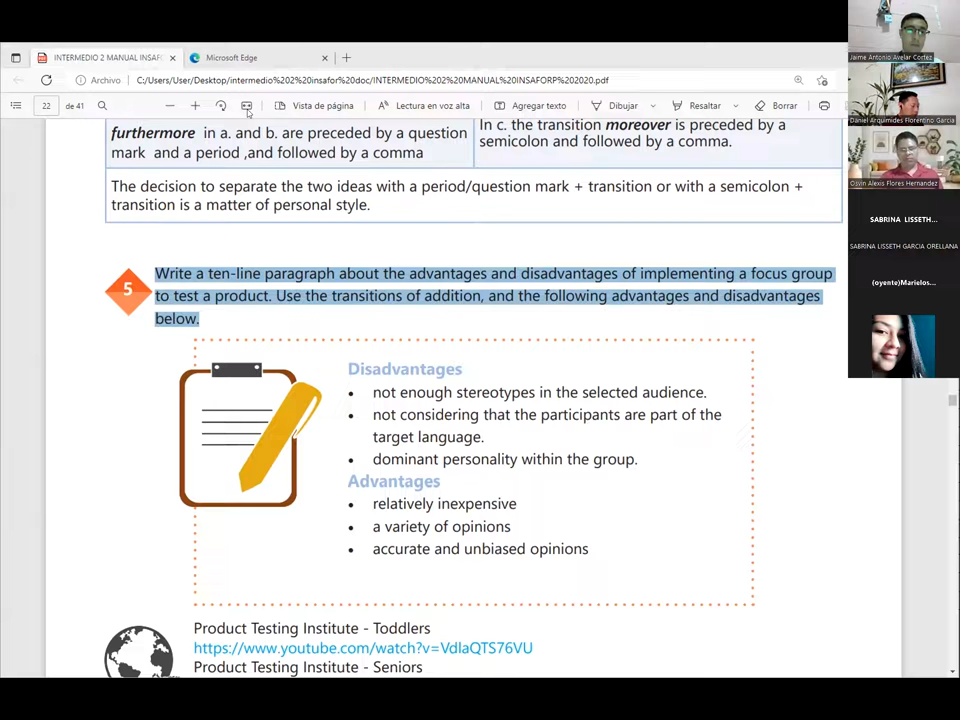 INTERMEDIO 2 MANUAL INSAF
Microsoft Edge
Archivo
C:/Users/User/Desktop/intermedio%202%20insafor%20doc/INTERMEDIO%202%20MANUAL%20INSAFORP%202020.pdf
22
de 41
Vista de página
Lectura en voz alta
Agregar texto
Dibujar
Resaltar
Borrar
furthermore in a. and b. are preceded by a question
mark and a period ,and followed by a comma
In c. the transition moreover is preceded by a
semicolon and followed by a comma.
The decision to separate the two ideas with a period/question mark + transition or with a semicolon +
transition is a matter of personal style.
5
Write a ten-line paragraph about the advantages and disadvantages of implementing a focus group
to test a product. Use the transitions of addition, and the following advantages and disadvantages
below.
Disadvantages
• not enough stereotypes in the selected audience.
• not considering that the participants are part of the
target language.
• dominant personality within the group.
Advantages
• relatively inexpensive
• a variety of opinions
• accurate and unbiased opinions
Product Testing Institute - Toddlers
https://www.youtube.com/watch?v=VdlaQTS76VU
Product Testing Institute - Seniors
Jaime Antonio Avelar Cortez
Daniel Arquimides Florentino Garcia
Osvin Alexis Flores Hernandez
SABRINA LISSETH...
SABRINA LISSETH GARCIA ORELLANA
(oyente)Marielos...